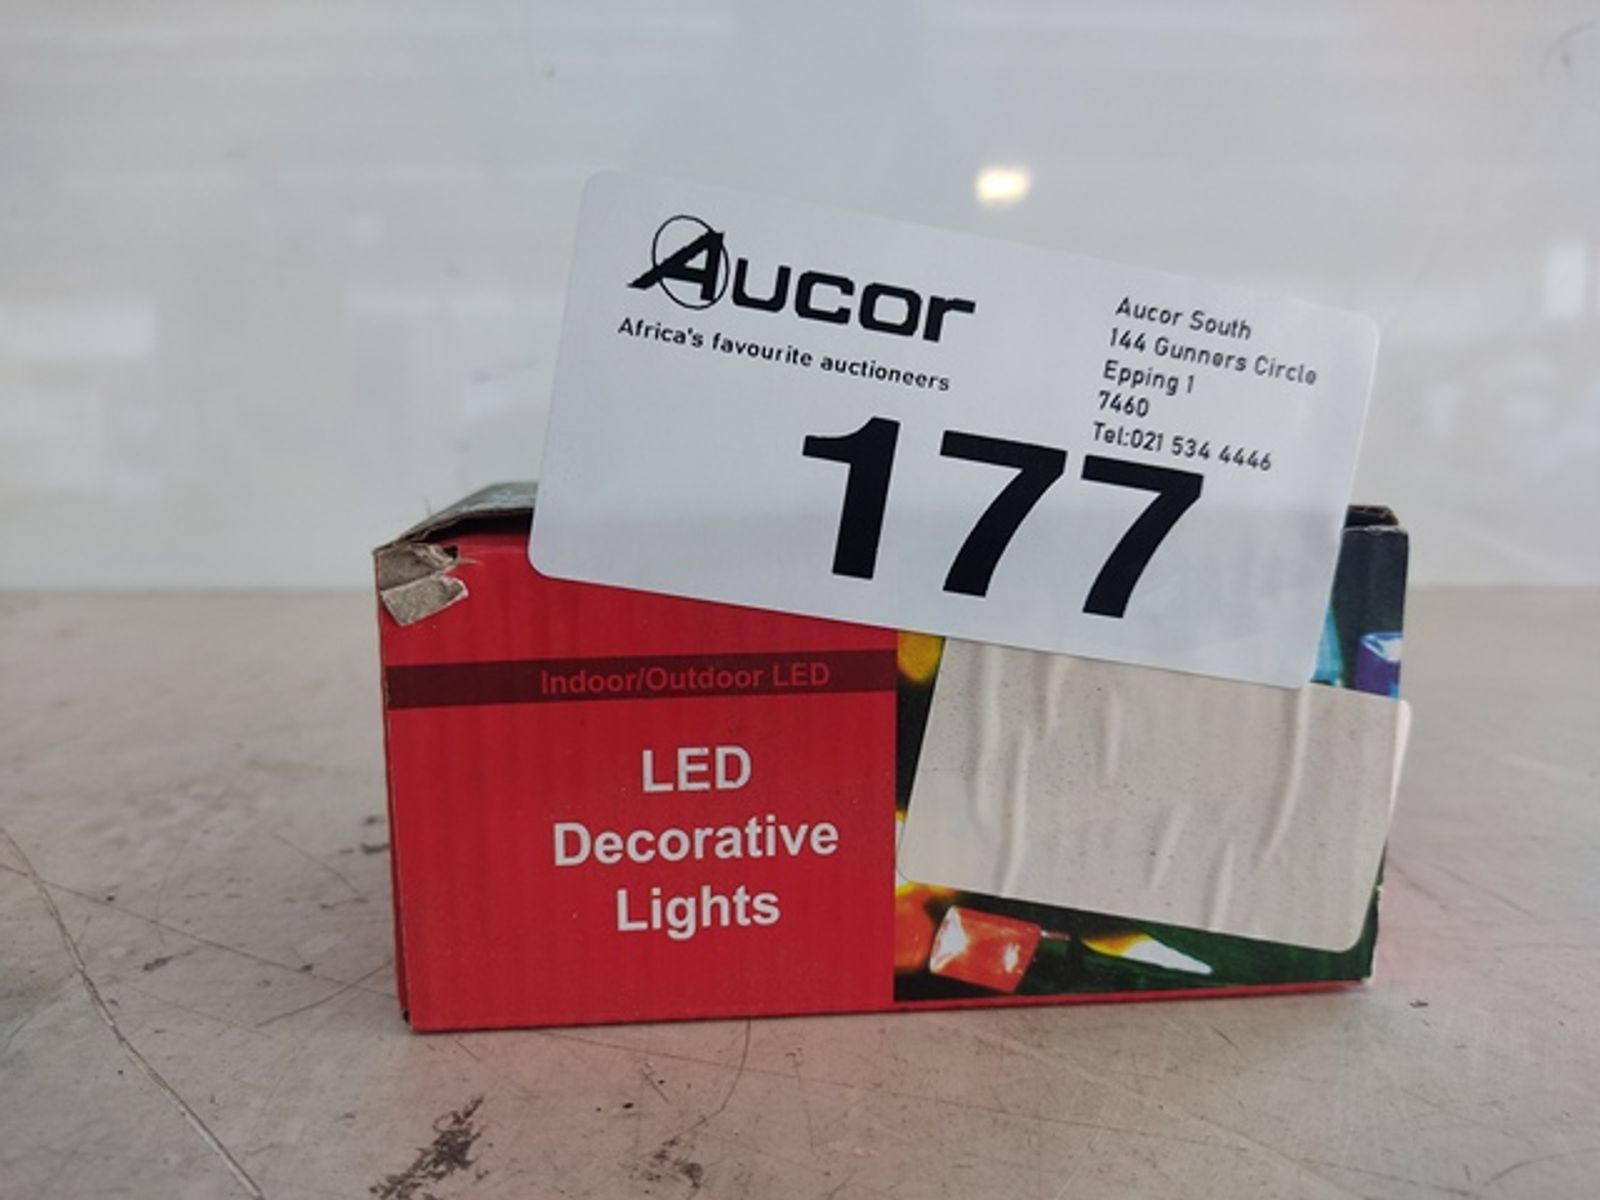 Aucor
Africa's favourite auctioneers
Aucor South
144 Gunners Circle
Epping 1
7460
Tel:021 534 4446
177
Indoor/Outdoor LED
LED
Decorative
Lights